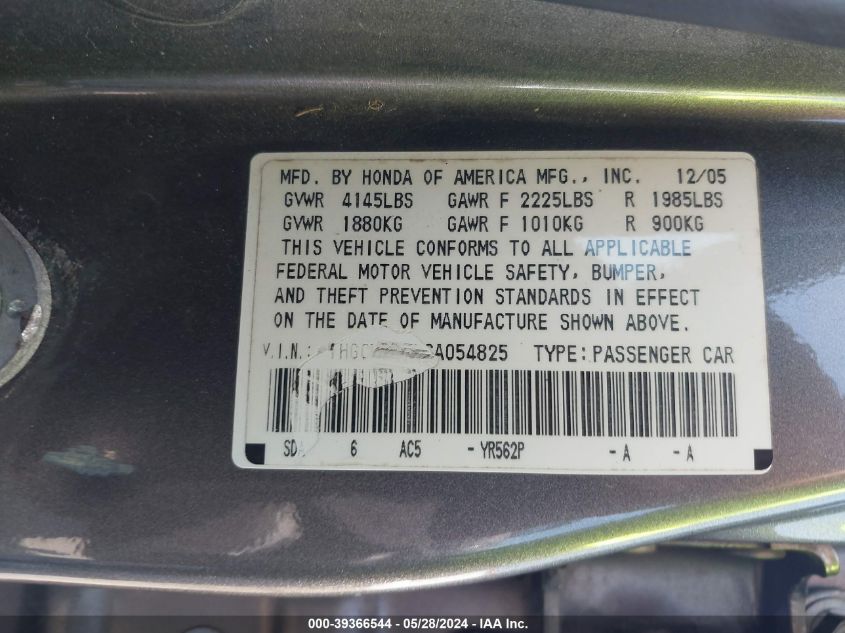 MFD. BY HONDA OF AMERICA MFG., INC. 12/05
GVWR 4145LBS GAWR F 2225LBS R 1985LBS
GVWR 1880KG GAWR F 1010KG R 900KG
THIS VEHICLE CONFORMS TO ALL APPLICABLE
FEDERAL MOTOR VEHICLE SAFETY, BUMPER,
AND THEFT PREVENTION STANDARDS IN EFFECT
ON THE DATE OF MANUFACTURE SHOWN ABOVE.
V.I.N.: TYPE: PASSENGER CAR
6 AC5 -YR562P -A -A
000-39366544 / 05/28/2024 / IAA Inc.